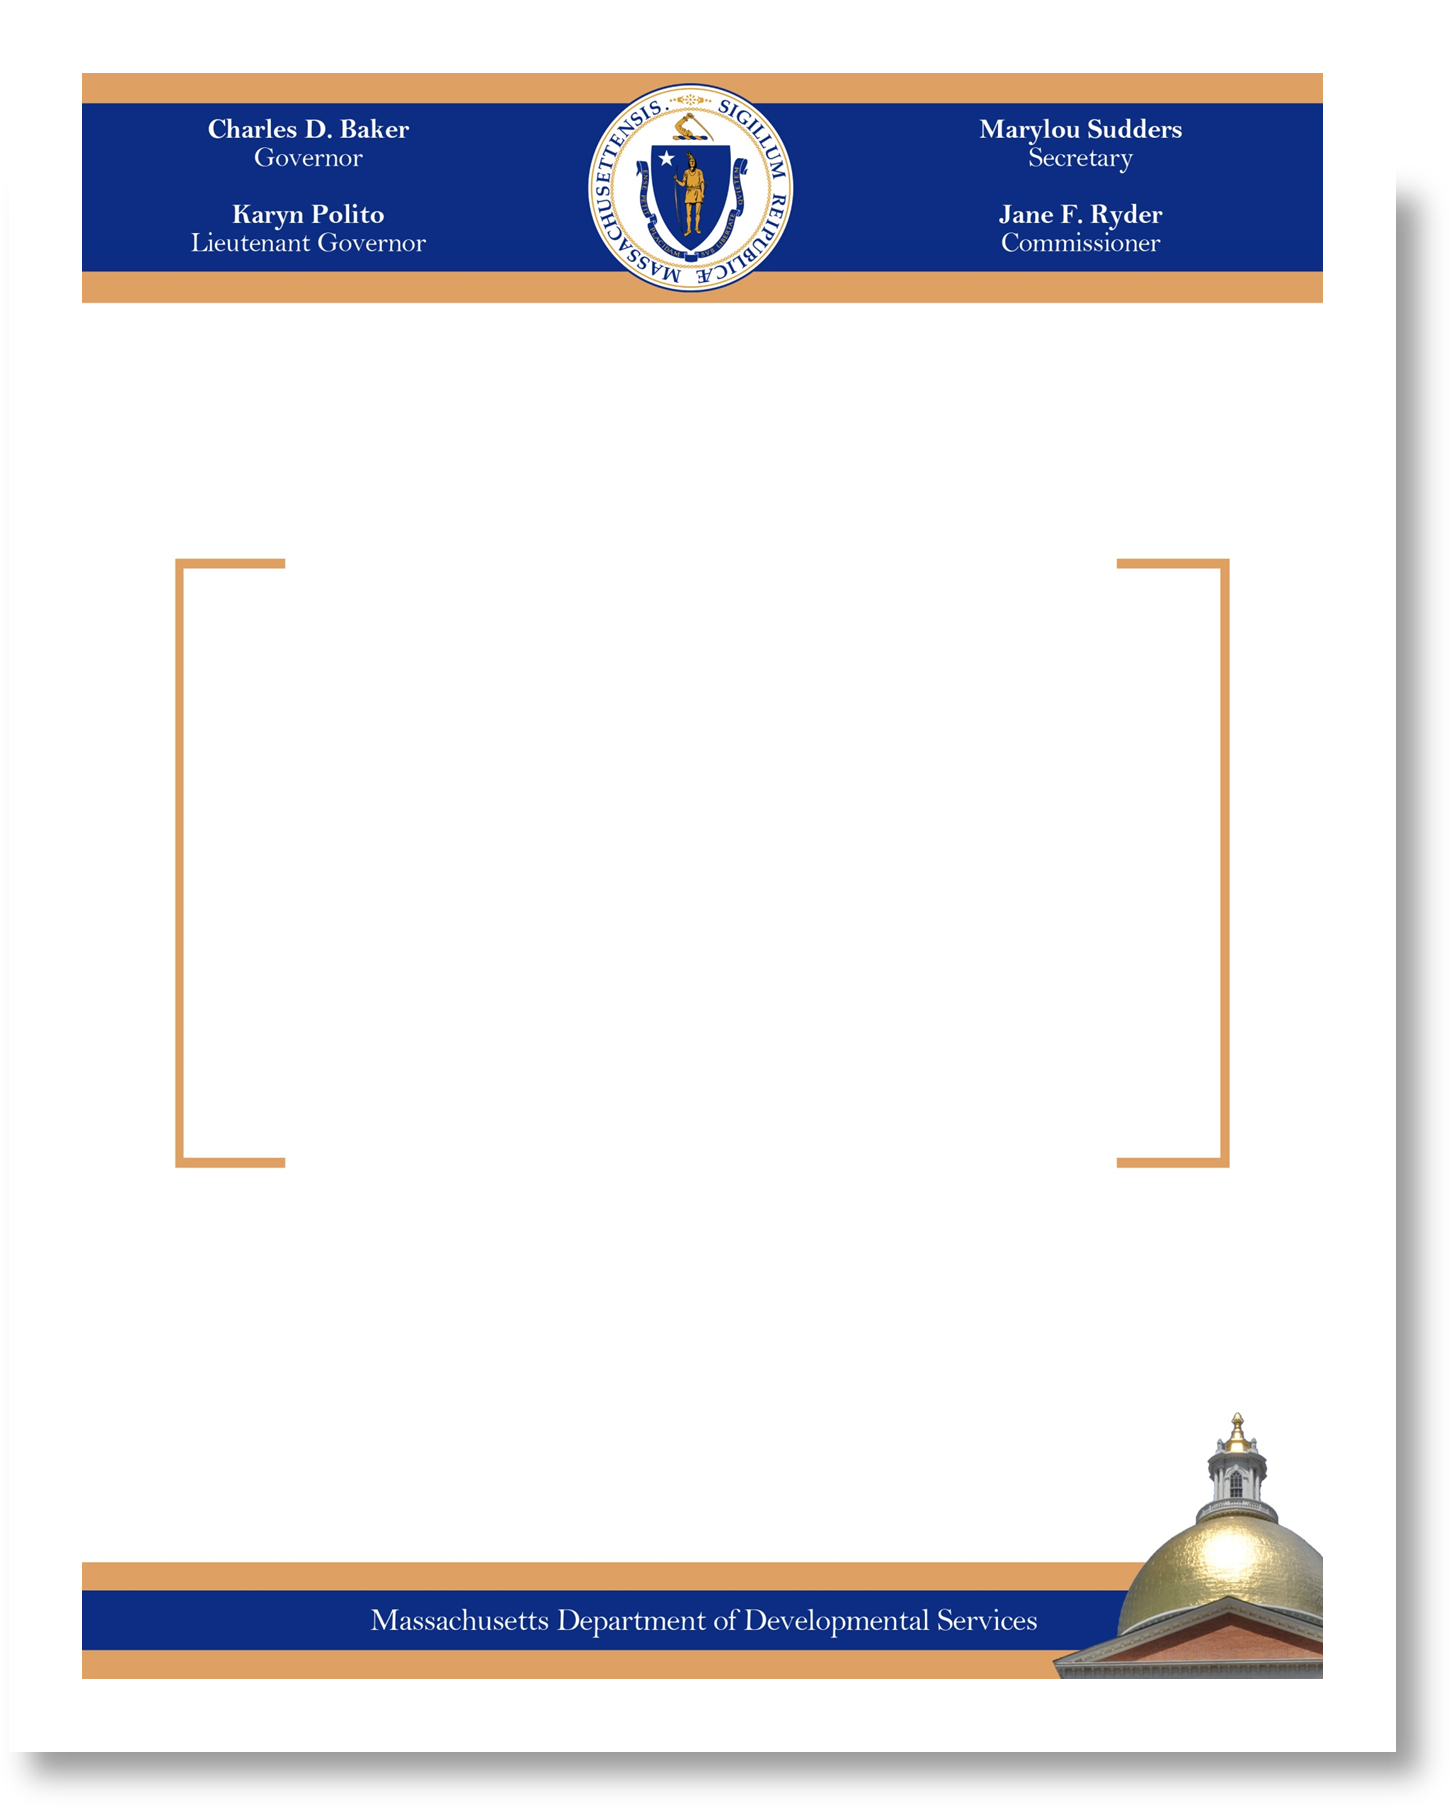 Charles D. Baker
Governor
Karyn Polito
Lieutenant Governor
SIGILLUM REIPUBLICÆ MASSACHUSETTENSIS.
Marylou Sudders
Secretary
Jane F. Ryder
Commissioner
Massachusetts Department of Developmental Services